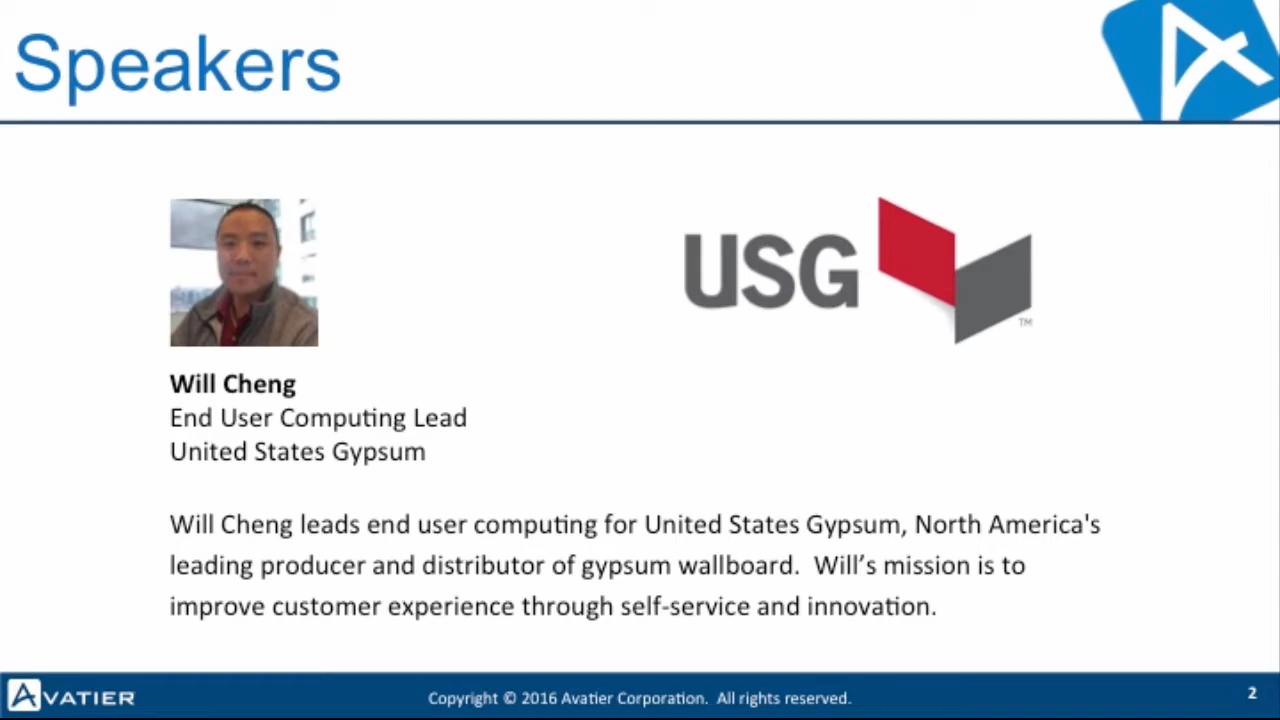 Speakers
USG
TM
Will Cheng
End User Computing Lead
United States Gypsum
Will Cheng leads end user computing for United States Gypsum, North America's
leading producer and distributor of gypsum wallboard.  Will’s mission is to
improve customer experience through self-service and innovation.
AVATIER
Copyright © 2016 Avatier Corporation.  All rights reserved.
2